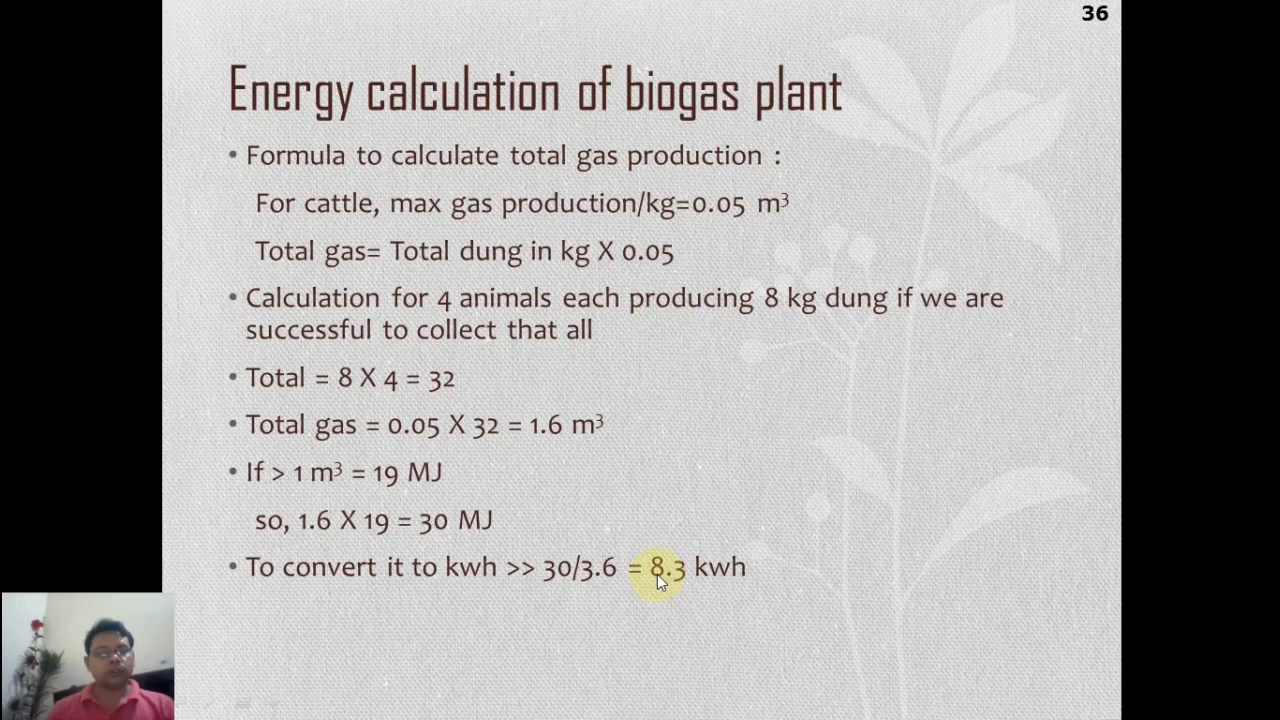 36
Energy calculation of biogas plant
• Formula to calculate total gas production :
For cattle, max gas production/kg=0.05 m³
Total gas= Total dung in kg X 0.05
• Calculation for 4 animals each producing 8 kg dung if we are
successful to collect that all
• Total = 8 X 4 = 32
• Total gas = 0.05 X 32 = 1.6 m³
• If > 1 m³ = 19 MJ
so, 1.6 X 19 = 30 MJ
• To convert it to kwh >> 30/3.6 = 8.3 kwh